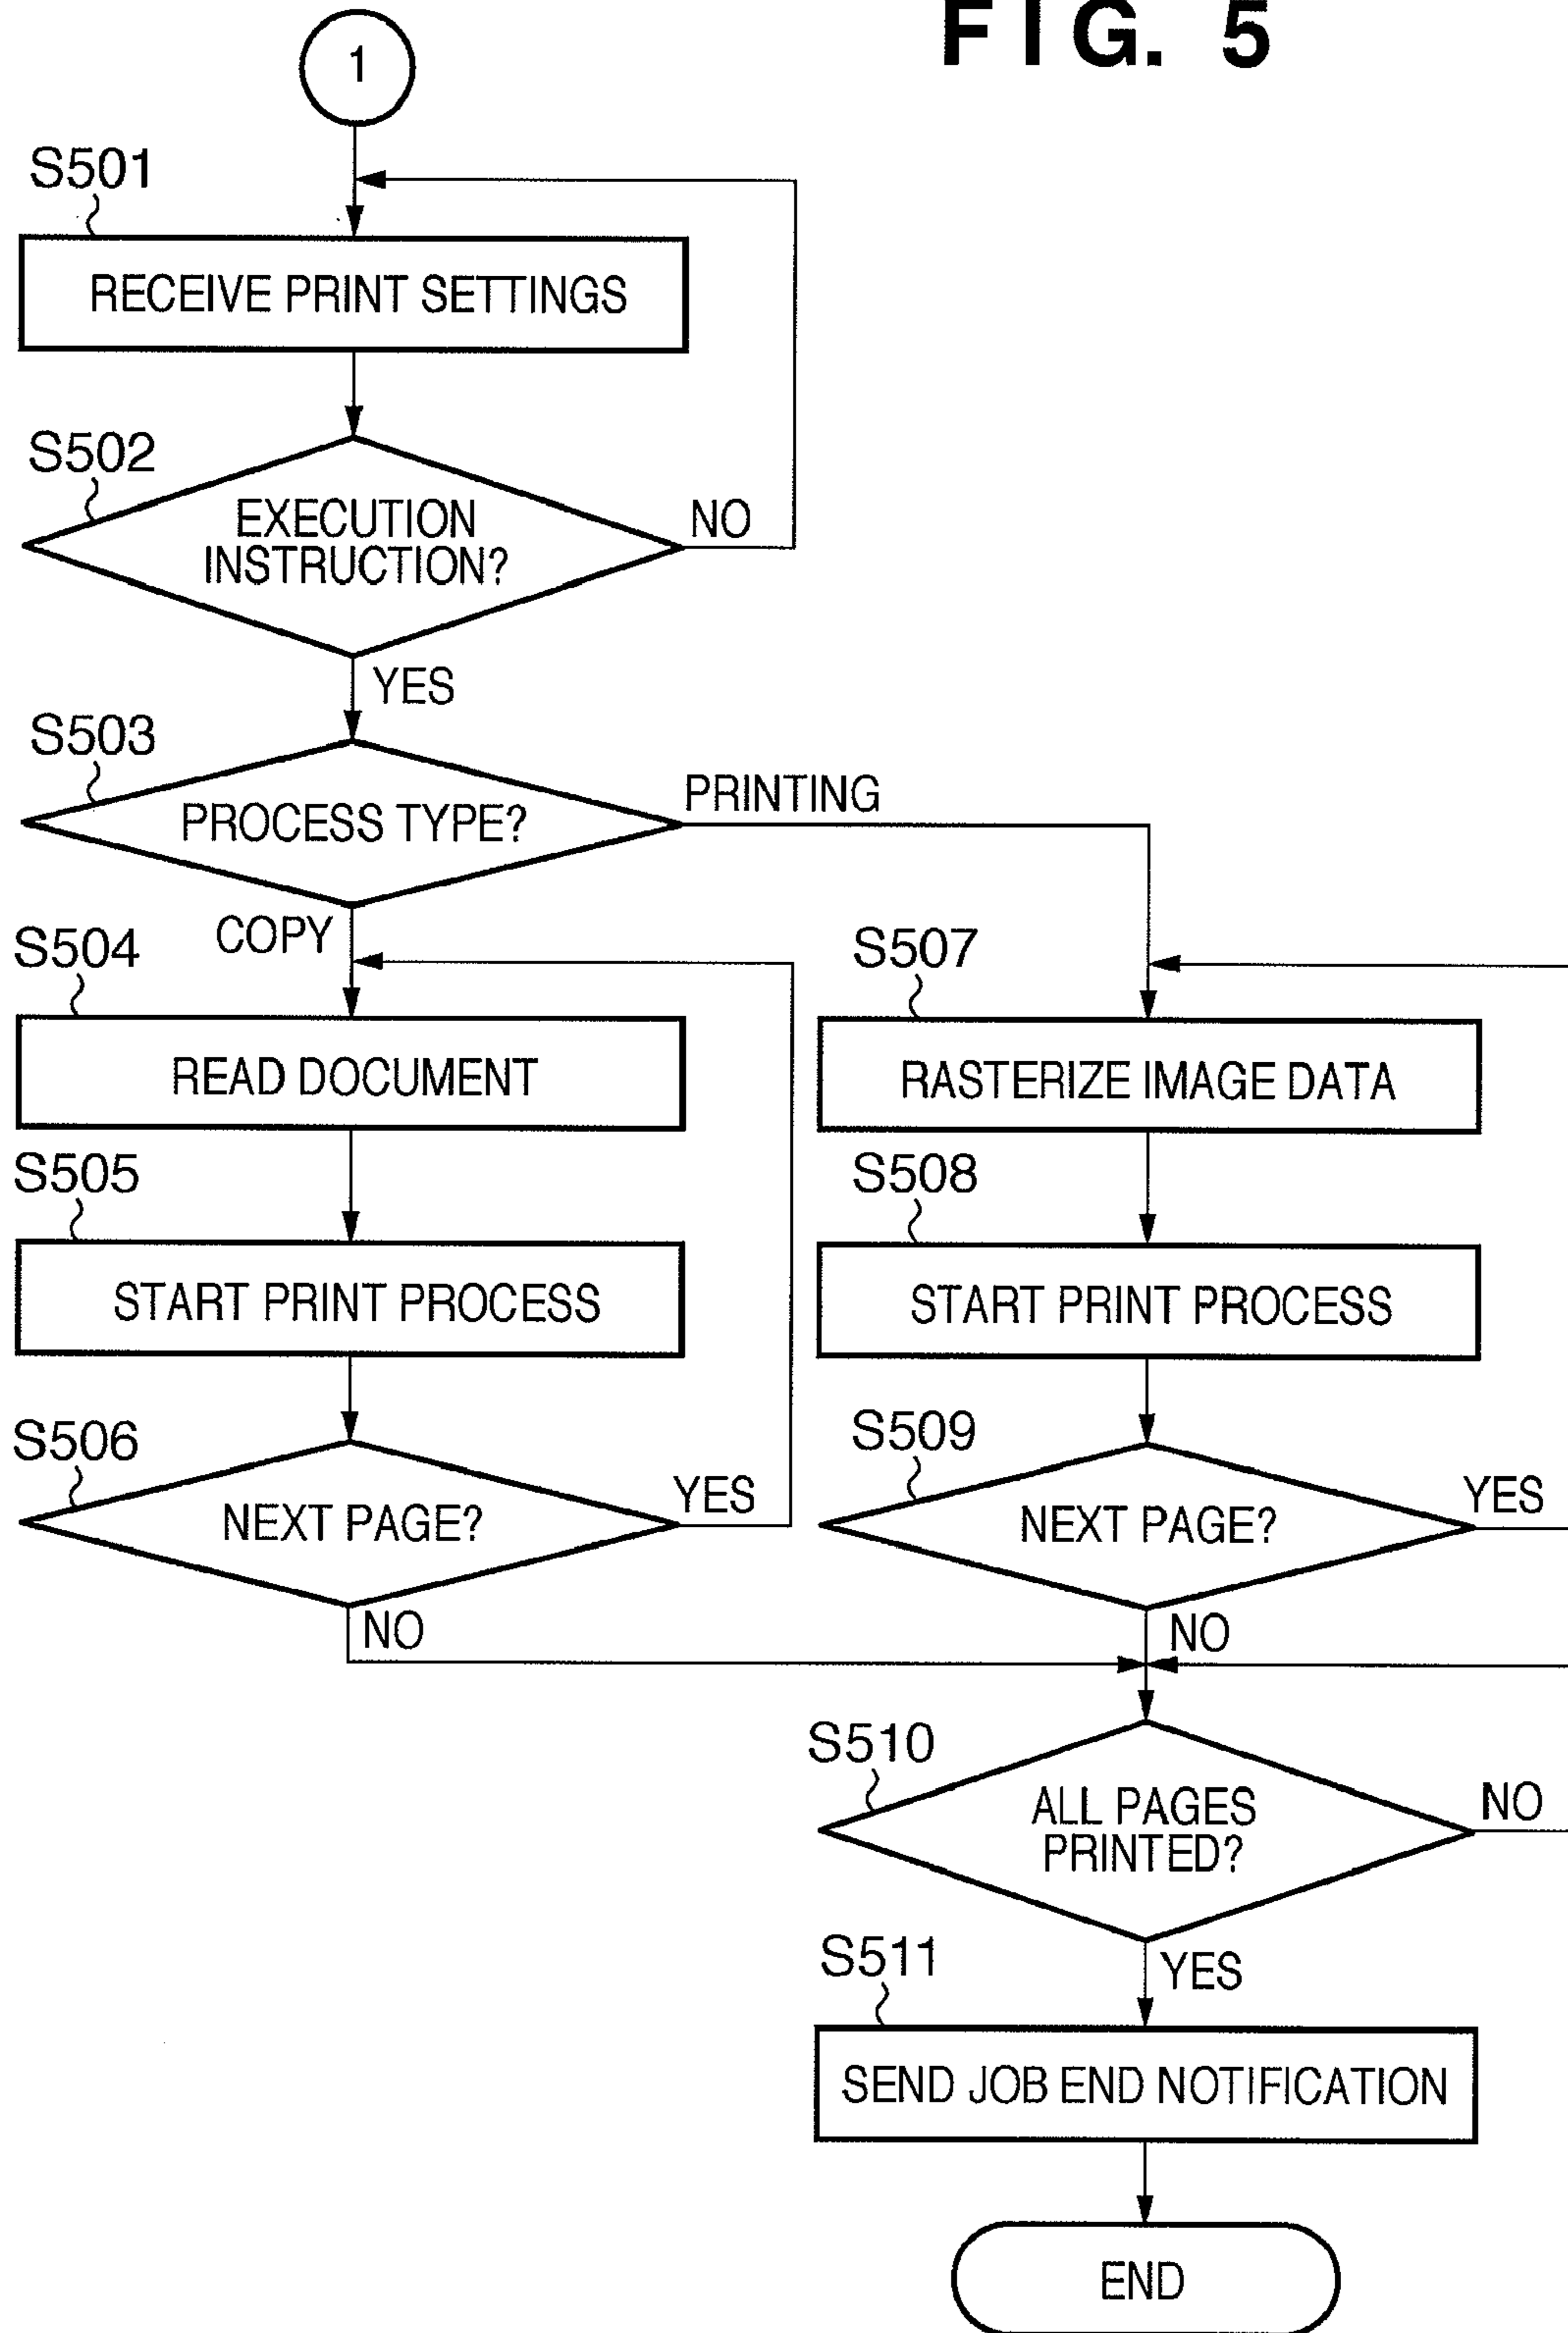 FIG. 5
1
S501
RECEIVE PRINT SETTINGS
S502
EXECUTION
INSTRUCTION?
NO
YES
S503
PROCESS TYPE?
PRINTING
COPY
S504
READ DOCUMENT
S505
START PRINT PROCESS
S506
NEXT PAGE?
YES
NO
S507
RASTERIZE IMAGE DATA
S508
START PRINT PROCESS
S509
NEXT PAGE?
YES
NO
S510
ALL PAGES
PRINTED?
NO
YES
S511
SEND JOB END NOTIFICATION
END